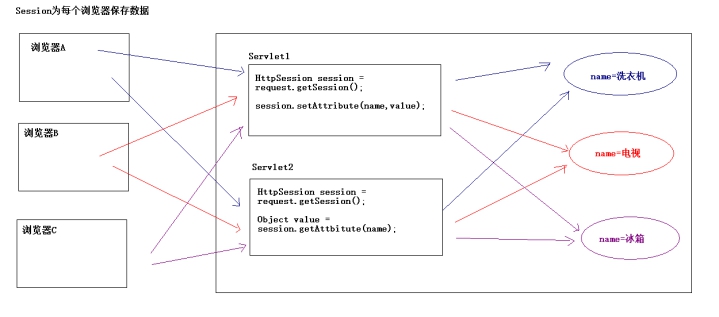 Session为每个浏览器保存数据
浏览器A
Servlet1
HttpSession session =
request.getSession();
session.setAttribute(name,value);
name=洗衣机
浏览器B
name=电视
Servlet2
HttpSession session =
request.getSession();
Object value =
session.getAttbitute(name);
浏览器C
name=冰箱